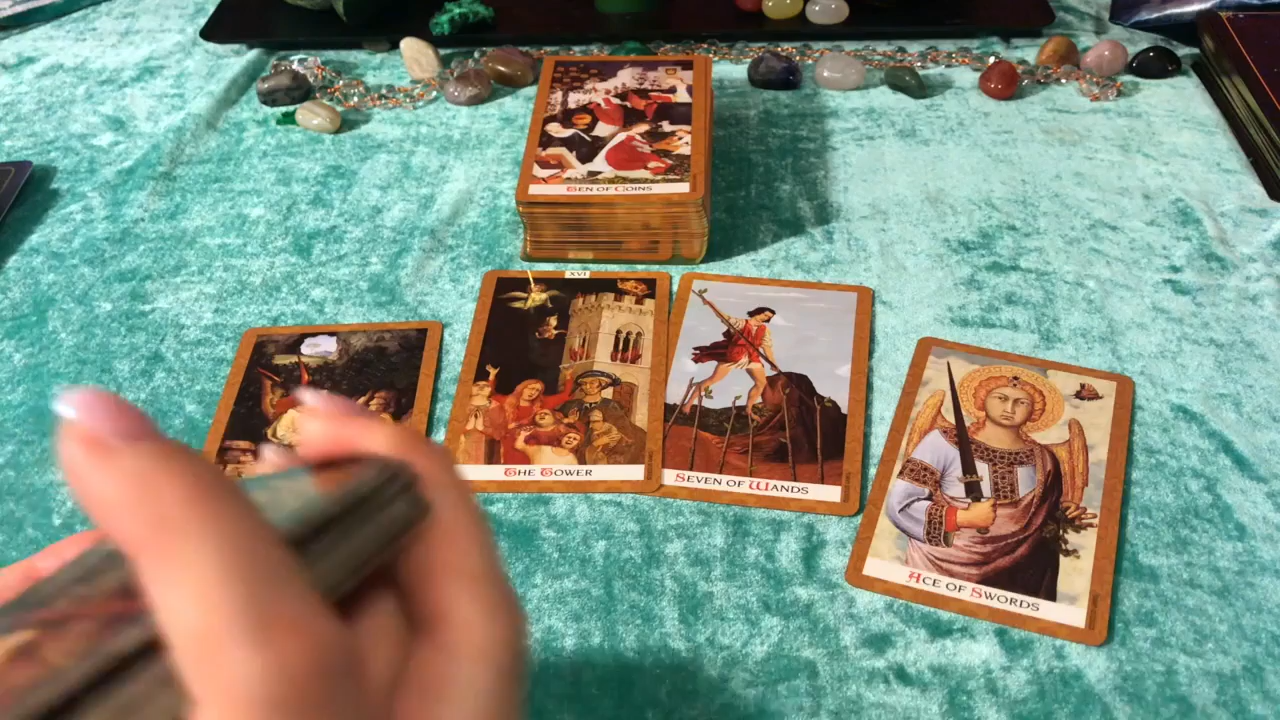 TEN OF COINS
XVI
THE TOWER
SEVEN OF WANDS
ACE OF SWORDS